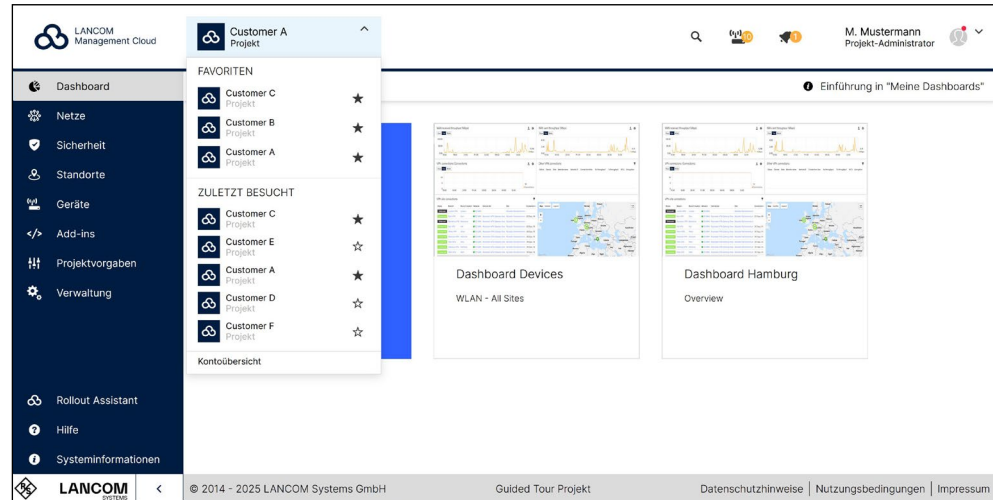 LANCOM
Management Cloud
Customer A
Projekt
10
1
M. Mustermann
Projekt-Administrator
FAVORITEN
Customer C
Projekt
Customer B
Projekt
Customer A
Projekt
ZULETZT BESUCHT
Customer C
Projekt
Customer E
Projekt
Customer A
Projekt
Customer D
Projekt
Customer F
Projekt
Kontoübersicht
Dashboard
Netze
Sicherheit
Standorte
Geräte
Add-ins
Projektvorgaben
Verwaltung
Rollout Assistant
Hilfe
Systeminformationen
Einführung in "Meine Dashboards"
Dashboard Devices
WLAN - All Sites
Dashboard Hamburg
Overview
LANCOM
SYSTEMS
© 2014 - 2025 LANCOM Systems GmbH
Guided Tour Projekt
Datenschutzhinweise | Nutzungsbedingungen | Impressum